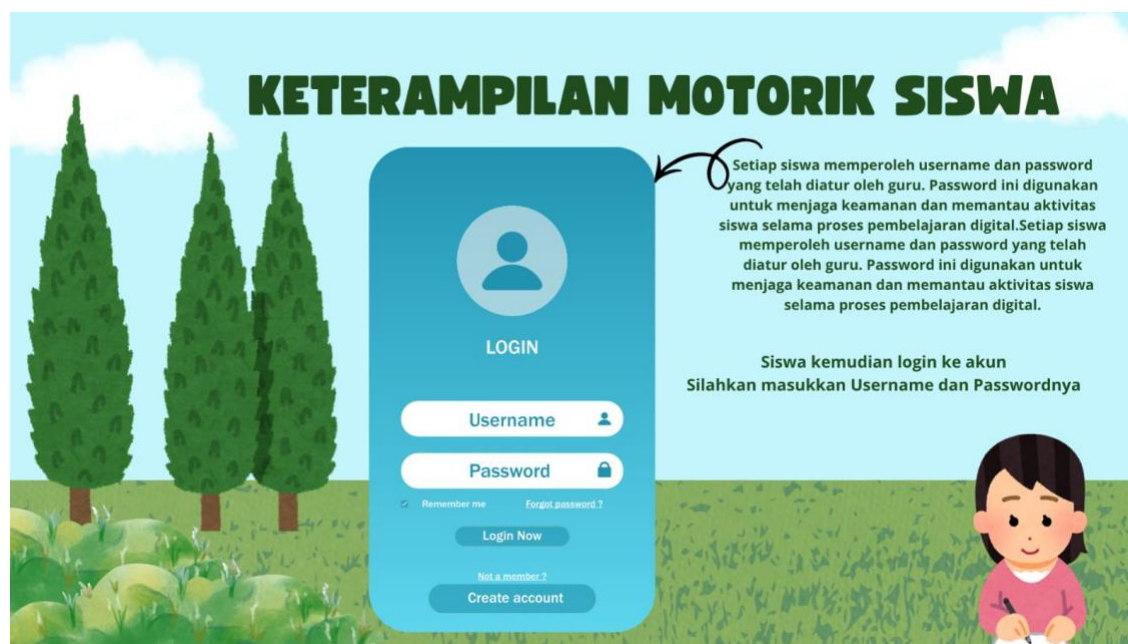 KETERAMPILAN MOTORIK SISWA
Setiap siswa memperoleh username dan password
yang telah diatur oleh guru. Password ini digunakan
untuk menjaga keamanan dan memantau aktivitas
siswa selama proses pembelajaran digital.Setiap siswa
memperoleh username dan password yang telah
diatur oleh guru. Password ini digunakan untuk
menjaga keamanan dan memantau aktivitas siswa
selama proses pembelajaran digital.
Siswa kemudian login ke akun
Silahkan masukkan Username dan Passwordnya
LOGIN
Username
Password
Remember me Forgot password ?
Login Now
Not a member ?
Create account